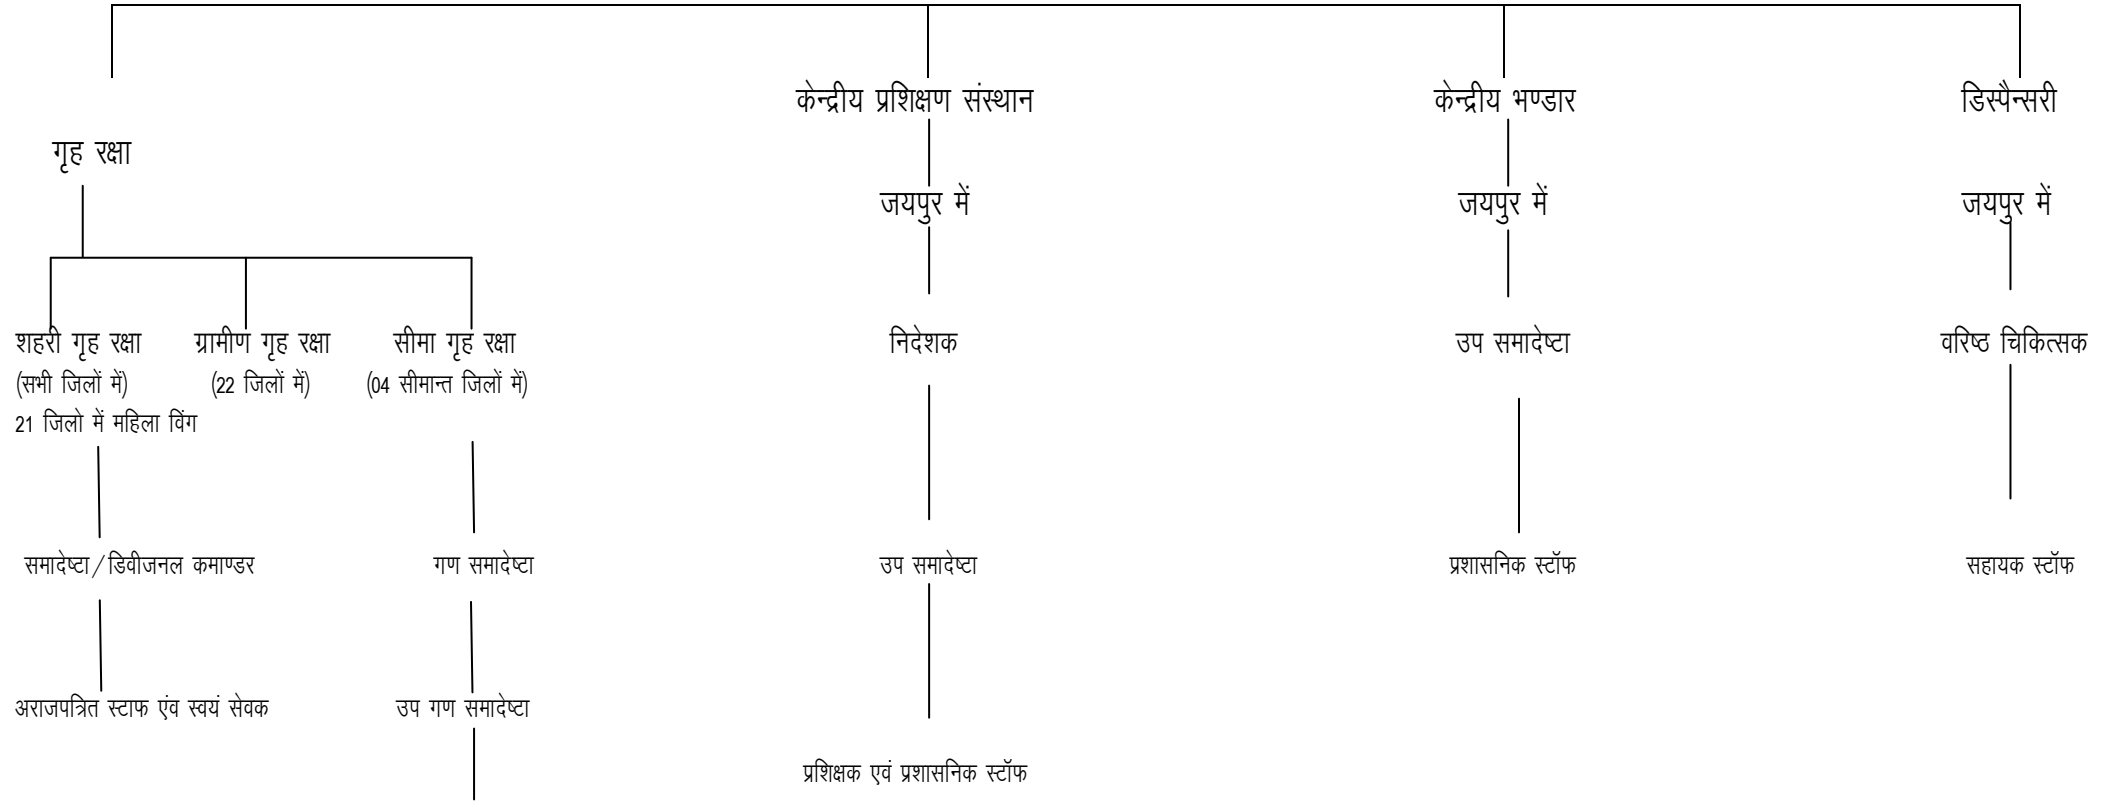 केन्द्रीय प्रशिक्षण संस्थान केन्द्रीय भण्डार डिस्पैन्सरी
गृह रक्षा
जयपुर में जयपुर में जयपुर में
शहरी गृह रक्षा ग्रामीण गृह रक्षा सीमा गृह रक्षा निदेशक उप समादेष्टा वरिष्ठ चिकित्सक
(सभी जिलों में) (22 जिलों में) (04 सीमान्त जिलों में)
21 जिलो में महिला विंग
समादेष्टा/डिवीजनल कमाण्डर गण समादेष्टा उप समादेष्टा प्रशासनिक स्टॉफ सहायक स्टॉफ
अराजपत्रित स्टाफ एंव स्वयं सेवक उप गण समादेष्टा
प्रशिक्षक एवं प्रशासनिक स्टॉफ